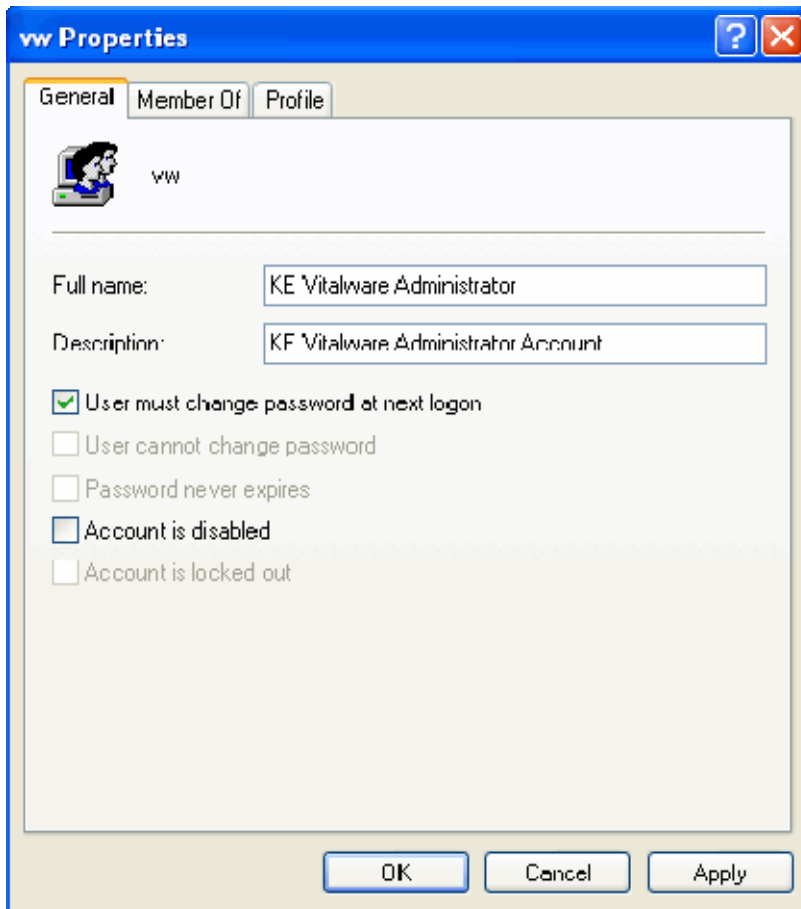 vw Properties
General Member Of Profile
vw
Full name: KE Vitalware Administrator
Description: KE Vitalware Administrator Account
User must change password at next logon
User cannot change password
Password never expires
Account is disabled
Account is locked out
OK Cancel Apply